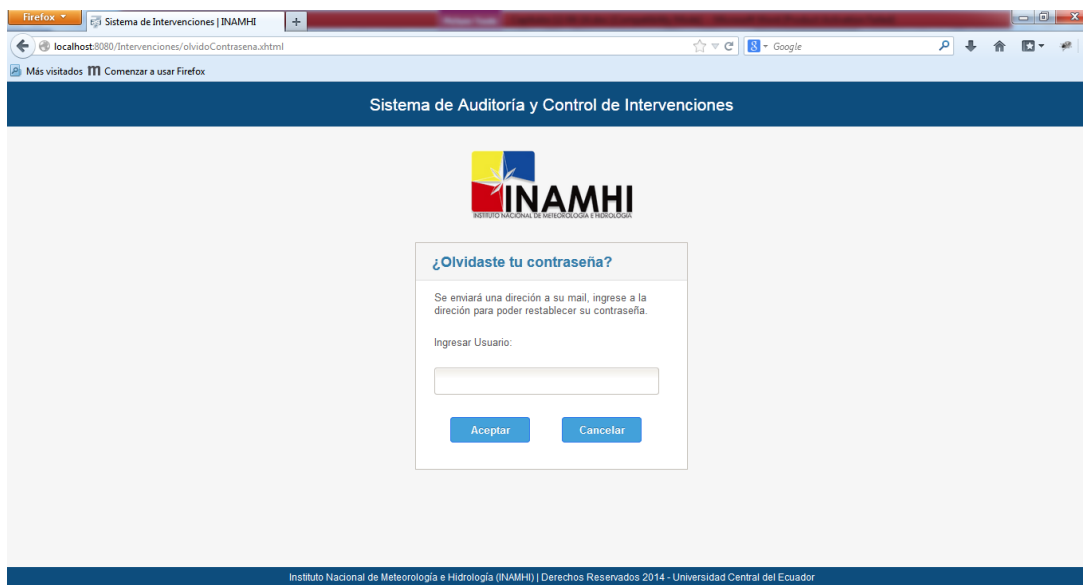 Firefox
Sistema de Intervenciones | INAMHI
localhost:8080/Intervenciones/olvidoContrasena.xhtml
Google
Más visitados
Comenzar a usar Firefox
Sistema de Auditoría y Control de Intervenciones
INAMHI
INSTITUTO NACIONAL DE METEOROLOGÍA E HIDROLOGÍA
¿Olvidaste tu contraseña?
Se enviará una direción a su mail, ingrese a la
direción para poder restablecer su contraseña.
Ingresar Usuario:
Aceptar
Cancelar
Instituto Nacional de Meteorología e Hidrología (INAMHI) | Derechos Reservados 2014 - Universidad Central del Ecuador